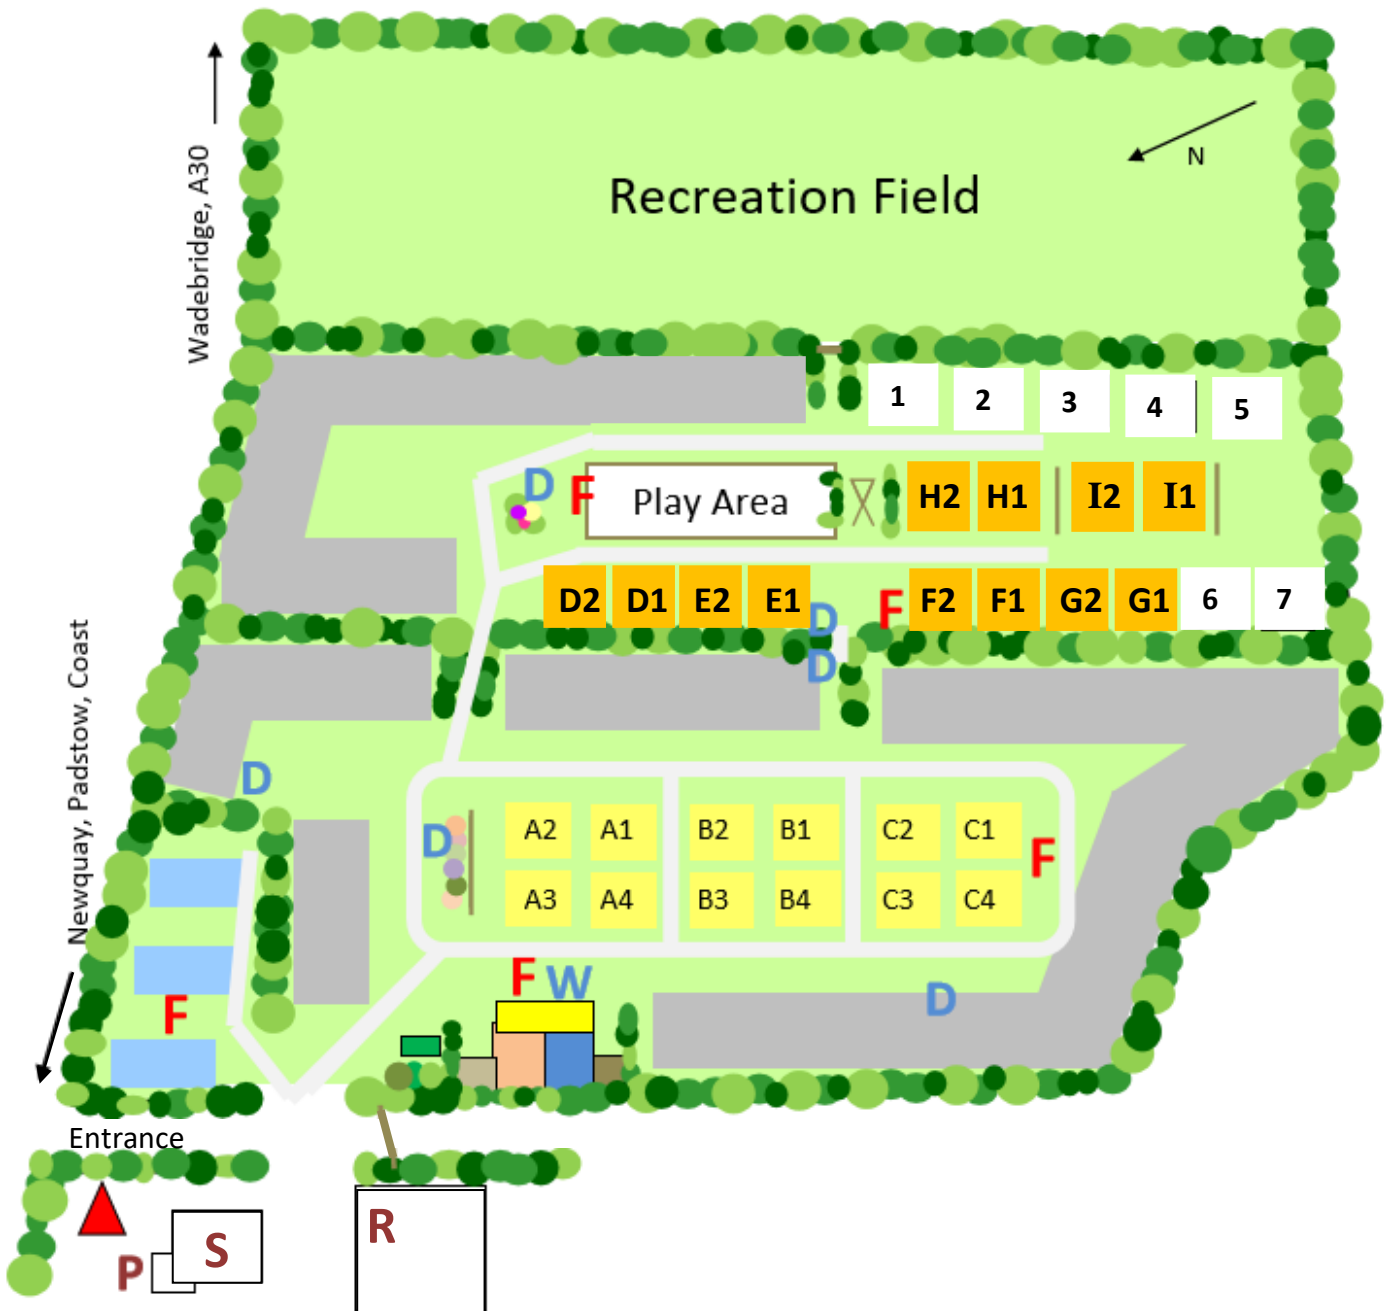 Wadebridge, A30
N
Recreation Field
1 2 3 4 5
D F Play Area H2 H1 I2 I1
D2 D1 E2 E1 D F F2 F1 G2 G1 6 7
D
Newquay, Padstow, Coast
D
D A2 A1 B2 B1 C2 C1 F
A3 A4 B3 B4 C3 C4
F W D
F
Entrance
P S R